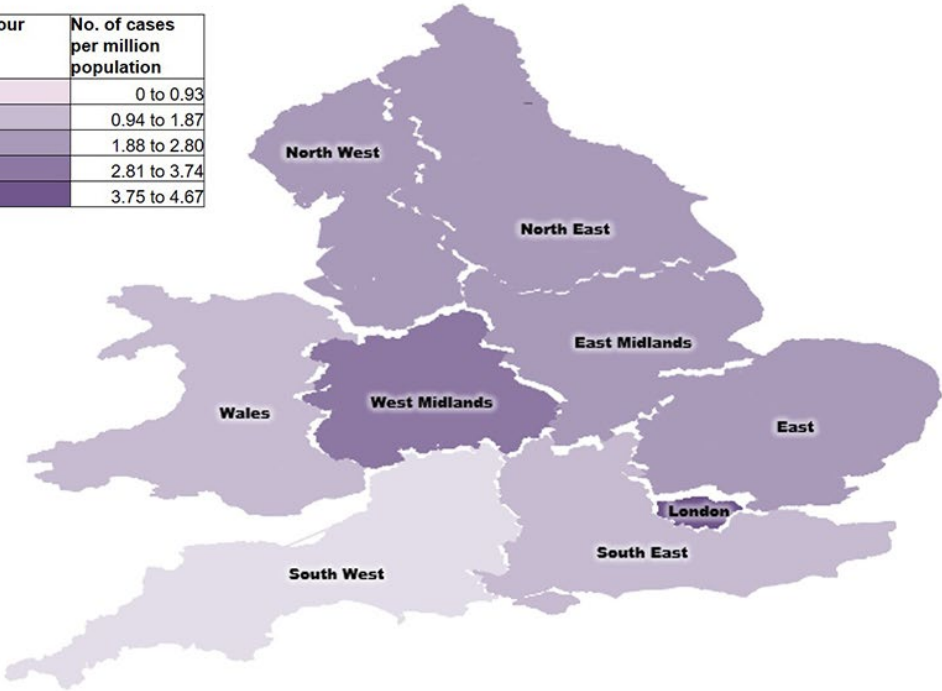 our No. of cases
per million
population
0 to 0.93
0.94 to 1.87
1.88 to 2.80
2.81 to 3.74
3.75 to 4.67
North West
North East
East Midlands
West Midlands
Wales
East
London
South East
South West